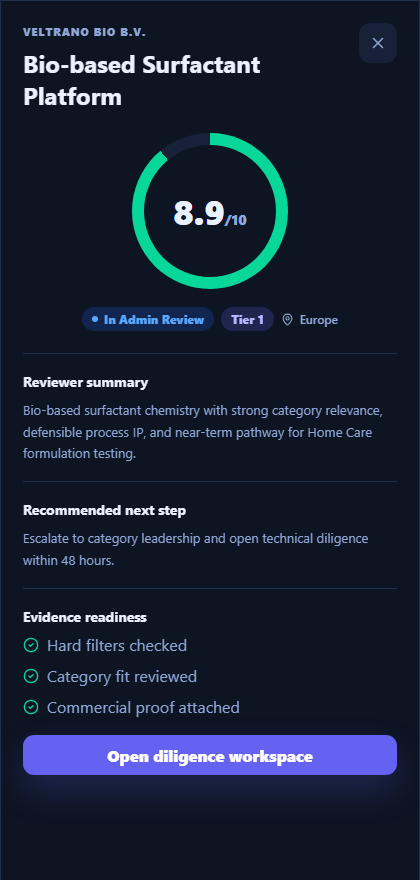 VELTRANO BIO B.V.
Bio-based Surfactant
Platform
8.9/10
In Admin Review
Tier 1
Europe
Reviewer summary
Bio-based surfactant chemistry with strong category relevance,
defensible process IP, and near-term pathway for Home Care
formulation testing.
Recommended next step
Escalate to category leadership and open technical diligence
within 48 hours.
Evidence readiness
Hard filters checked
Category fit reviewed
Commercial proof attached
Open diligence workspace